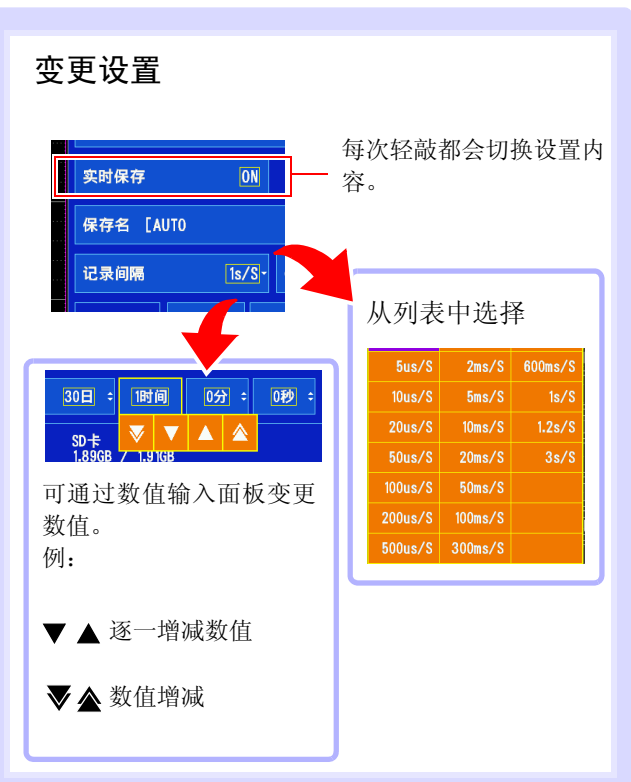 变更设置
实时保存 ON
每次轻敲都会切换设置内
容。
保存名 [AUTO
记录间隔 1s/S
从列表中选择
5us/S 2ms/S 600ms/S
10us/S 5ms/S 1s/S
20us/S 10ms/S 1.2s/S
50us/S 20ms/S 3s/S
100us/S 50ms/S
200us/S 100ms/S
500us/S 300ms/S
30日 1时间 0分 0秒
SD卡
1.89GB / 1.91GB
可通过数值输入面板变更
数值。
例：
▼ ▲ 逐一增减数值
数值增减